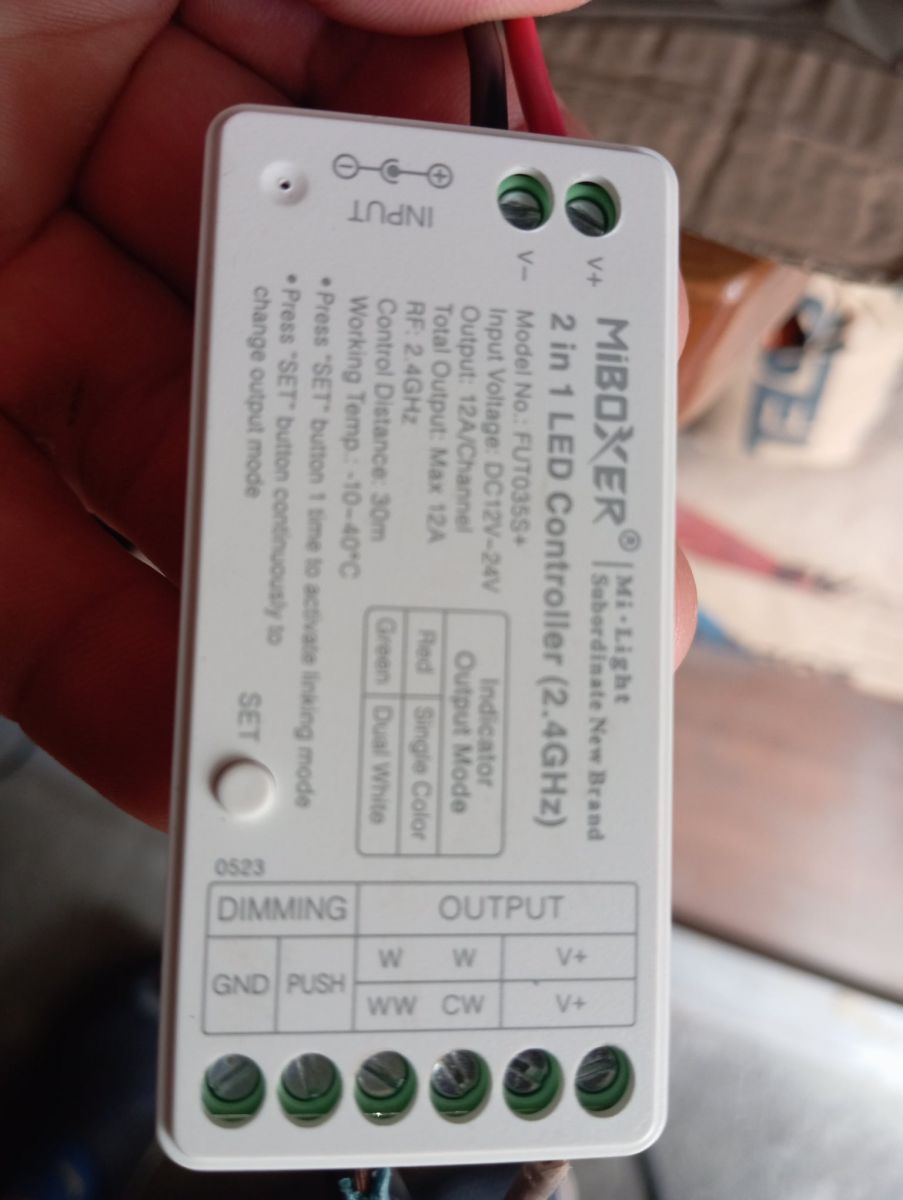 MiBOXER® | Mi·Light
Subordinate New Brand
2 in 1 LED Controller (2.4GHz)
Model No.: FUT035S+
Input Voltage: DC12V~24V
Output: 12A/Channel
Total Output: Max 12A
RF: 2.4GHz
Control Distance: 30m
Working Temp.: -10~40°C
• Press "SET" button 1 time to activate linking mode
• Press "SET" button continuously to
change output mode
Indicator Output Mode
Red Single Color
Green Dual White
SET
V+
V−
INPUT
0523
DIMMING OUTPUT
GND PUSH W W V+
WW CW V+